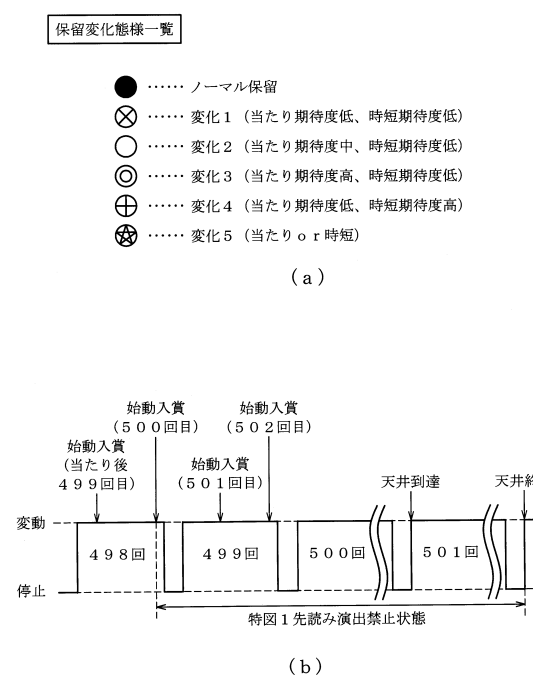 保留変化態様一覧
…… ノーマル保留
…… 変化１（当たり期待度低、時短期待度低）
…… 変化２（当たり期待度中、時短期待度低）
…… 変化３（当たり期待度高、時短期待度低）
…… 変化４（当たり期待度低、時短期待度高）
…… 変化５（当たりｏｒ時短）
（ａ）
始動入賞
（５００回目）
始動入賞
（５０２回目）
始動入賞
（当たり後
４９９回目）
始動入賞
（５０１回目）
天井到達
天井終
変動
４９８回
４９９回
５００回
５０１回
停止
特図１先読み演出禁止状態
（ｂ）